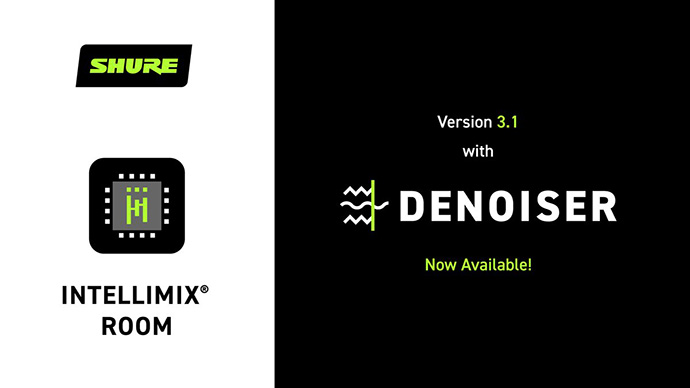 SHURE
INTELLIMIX®
ROOM
Version 3.1
with
DENOISER
Now Available!